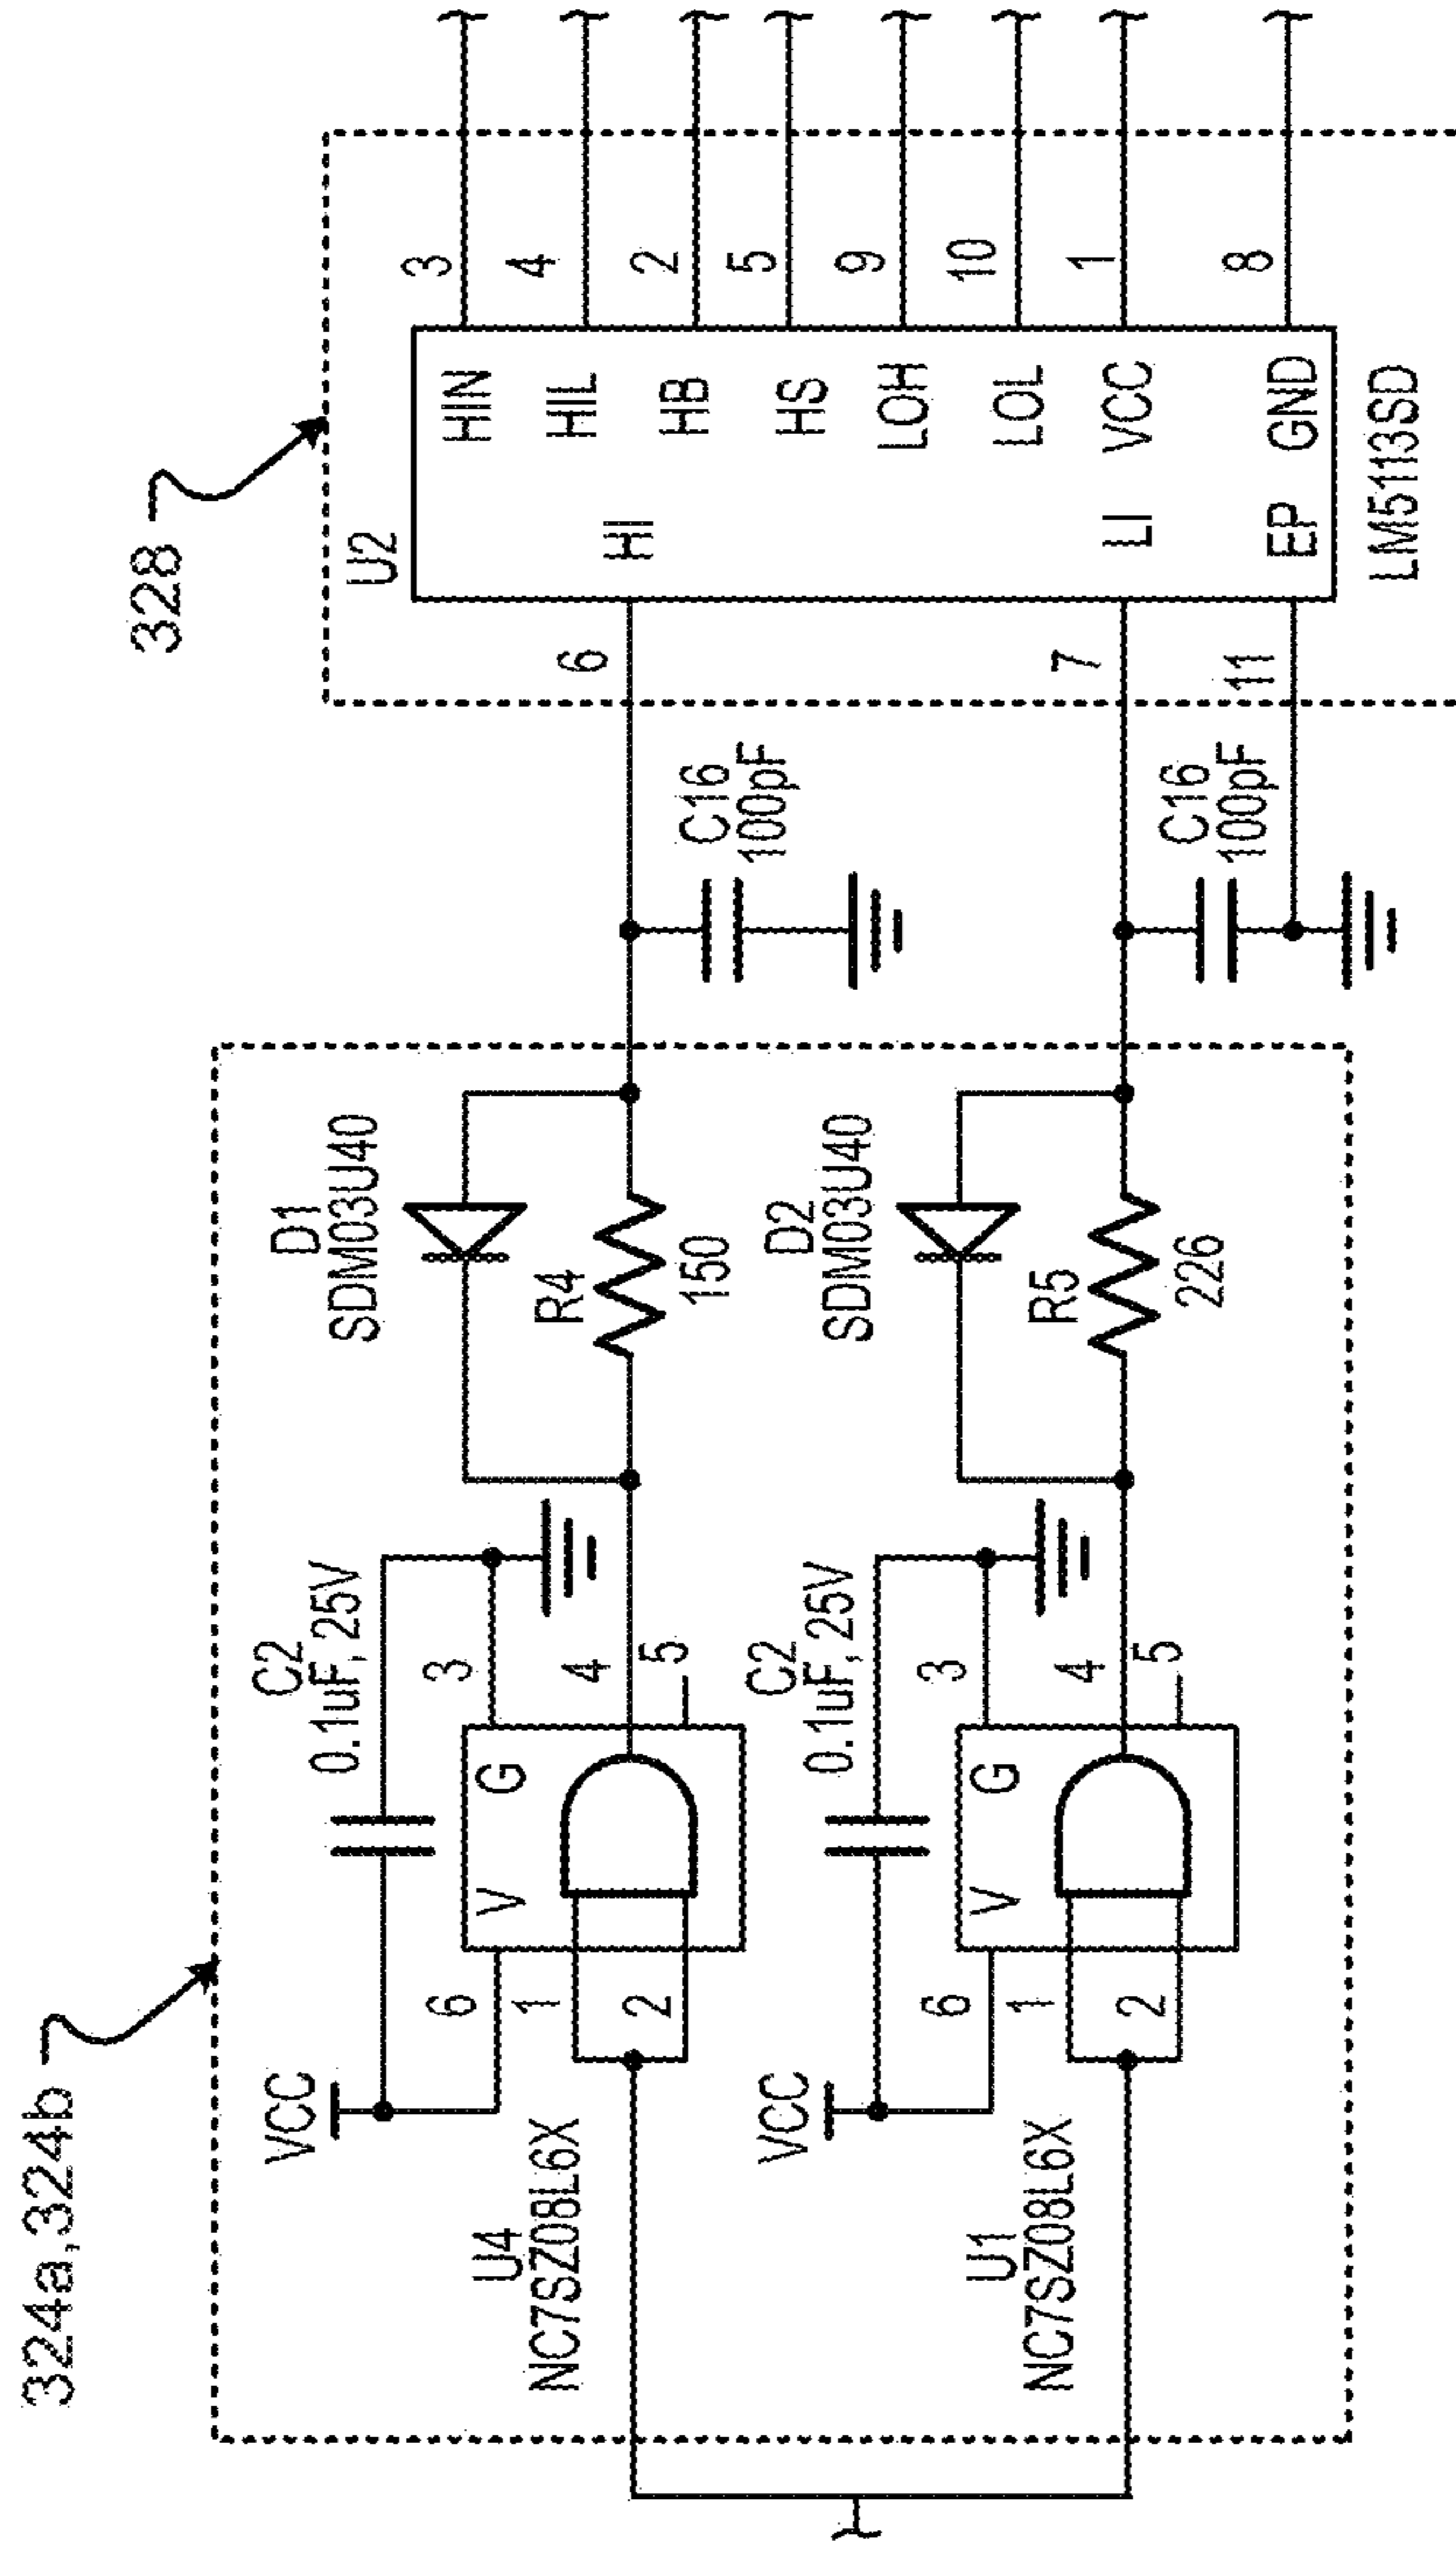 324a,324b
328
VCC
C2
0.1uF, 25V
6
V
G
3
1
2
4
5
U4
NC7SZ08L6X
D1
SDM03U40
R4
150
C16
100pF
VCC
C2
0.1uF, 25V
6
V
G
3
1
2
4
5
U1
NC7SZ08L6X
D2
SDM03U40
R5
226
C16
100pF
U2
6
HI
7
LI
11
EP
HIN
3
HIL
4
HB
2
HS
5
LOH
9
LOL
10
VCC
1
GND
8
LM5113SD